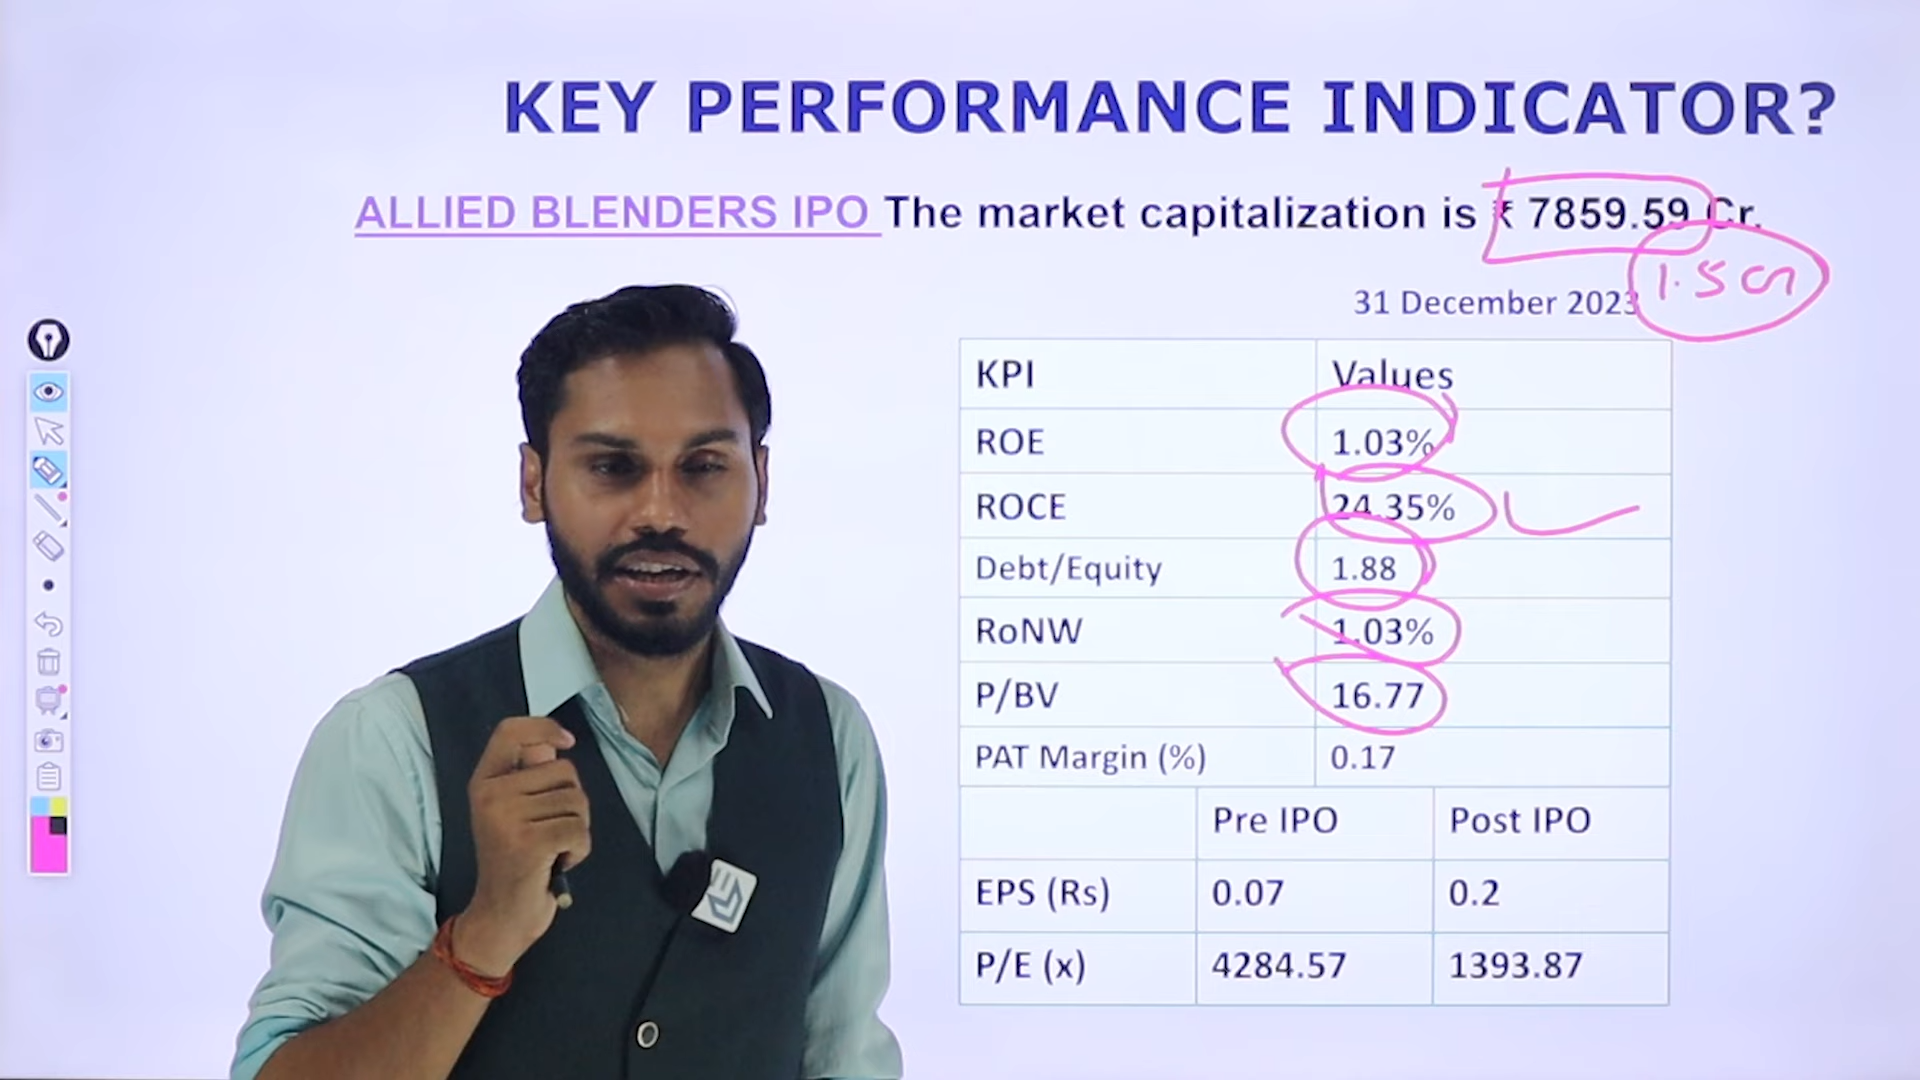 KEY PERFORMANCE INDICATOR?
ALLIED BLENDERS IPO The market capitalization is ₹ 7859.59 Cr.
1.5 cr
31 December 2023
KPI Values
ROE 1.03%
ROCE 24.35%
Debt/Equity 1.88
RoNW 1.03%
P/BV 16.77
PAT Margin (%) 0.17
Pre IPO Post IPO
EPS (Rs) 0.07 0.2
P/E (x) 4284.57 1393.87